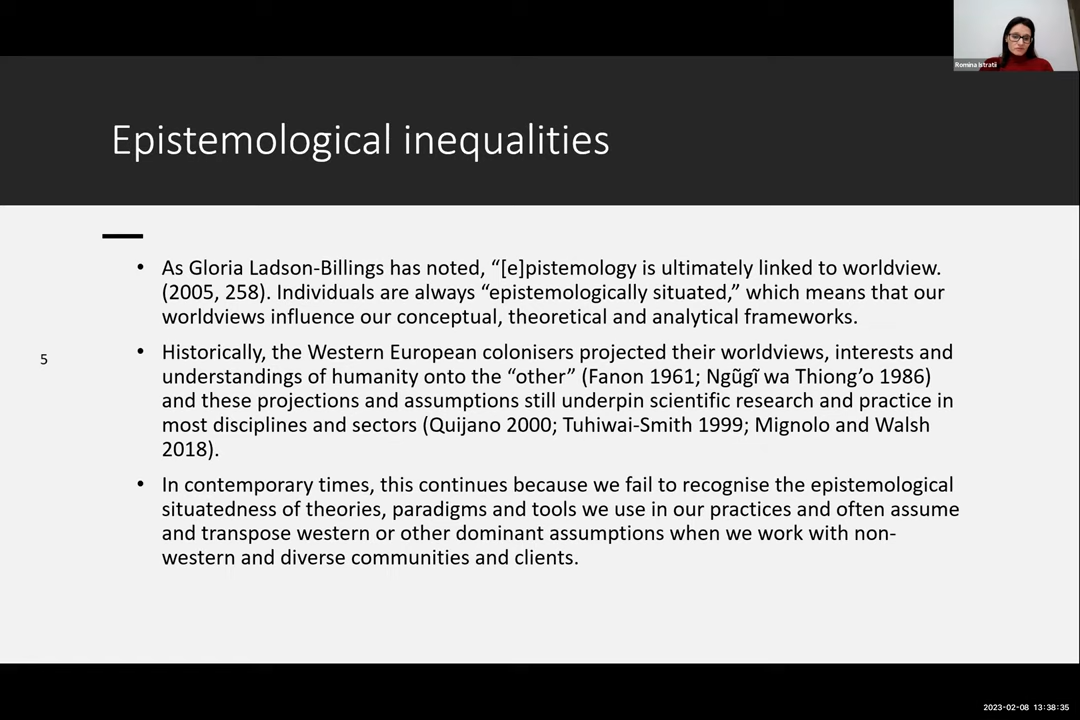 Romina Istratii
Epistemological inequalities
• As Gloria Ladson-Billings has noted, “[e]pistemology is ultimately linked to worldview.
(2005, 258). Individuals are always “epistemologically situated,” which means that our
worldviews influence our conceptual, theoretical and analytical frameworks.
• Historically, the Western European colonisers projected their worldviews, interests and
understandings of humanity onto the “other” (Fanon 1961; Ngũgĩ wa Thiong’o 1986)
and these projections and assumptions still underpin scientific research and practice in
most disciplines and sectors (Quijano 2000; Tuhiwai-Smith 1999; Mignolo and Walsh
2018).
• In contemporary times, this continues because we fail to recognise the epistemological
situatedness of theories, paradigms and tools we use in our practices and often assume
and transpose western or other dominant assumptions when we work with non-
western and diverse communities and clients.
5
2023-02-08 13:38:35